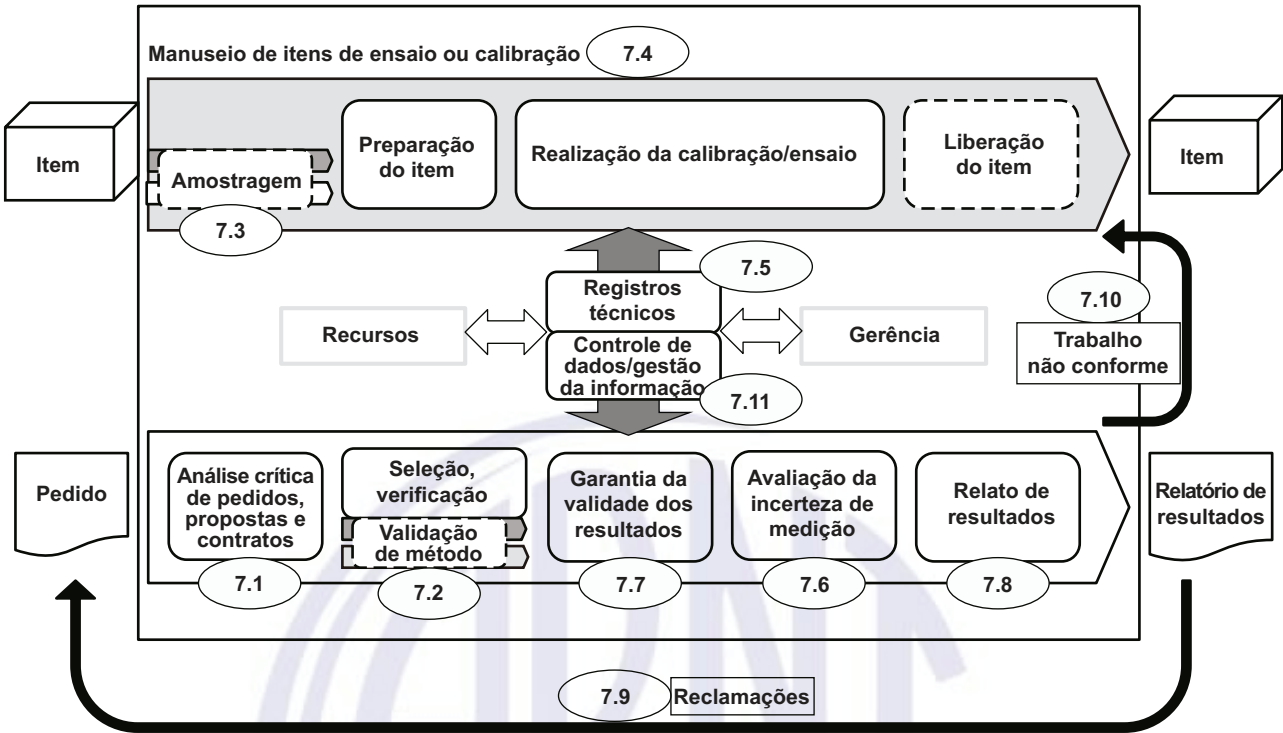 Manuseio de itens de ensaio ou calibração
7.4
Item
Amostragem
7.3
Preparação
do item
Realização da calibração/ensaio
Liberação
do item
Item
7.5
Registros
técnicos
Recursos
Gerência
Controle de
dados/gestão
da informação
7.11
7.10
Trabalho
não conforme
Pedido
Análise crítica
de pedidos,
propostas e
contratos
7.1
Seleção,
verificação
Validação
de método
7.2
Garantia da
validade dos
resultados
7.7
Avaliação da
incerteza de
medição
7.6
Relato de
resultados
7.8
Relatório de
resultados
7.9
Reclamações